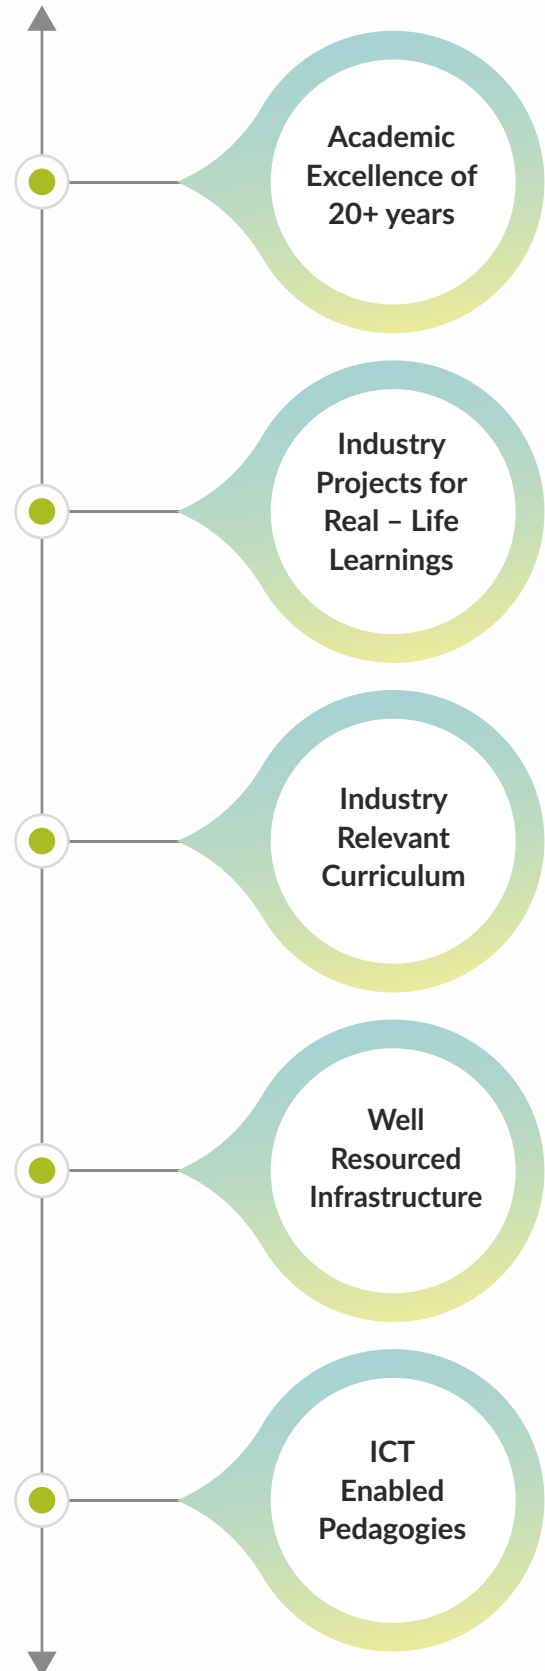 Academic
Excellence of
20+ years
Industry
Projects for
Real – Life
Learnings
Industry
Relevant
Curriculum
Well
Resourced
Infrastructure
ICT
Enabled
Pedagogies